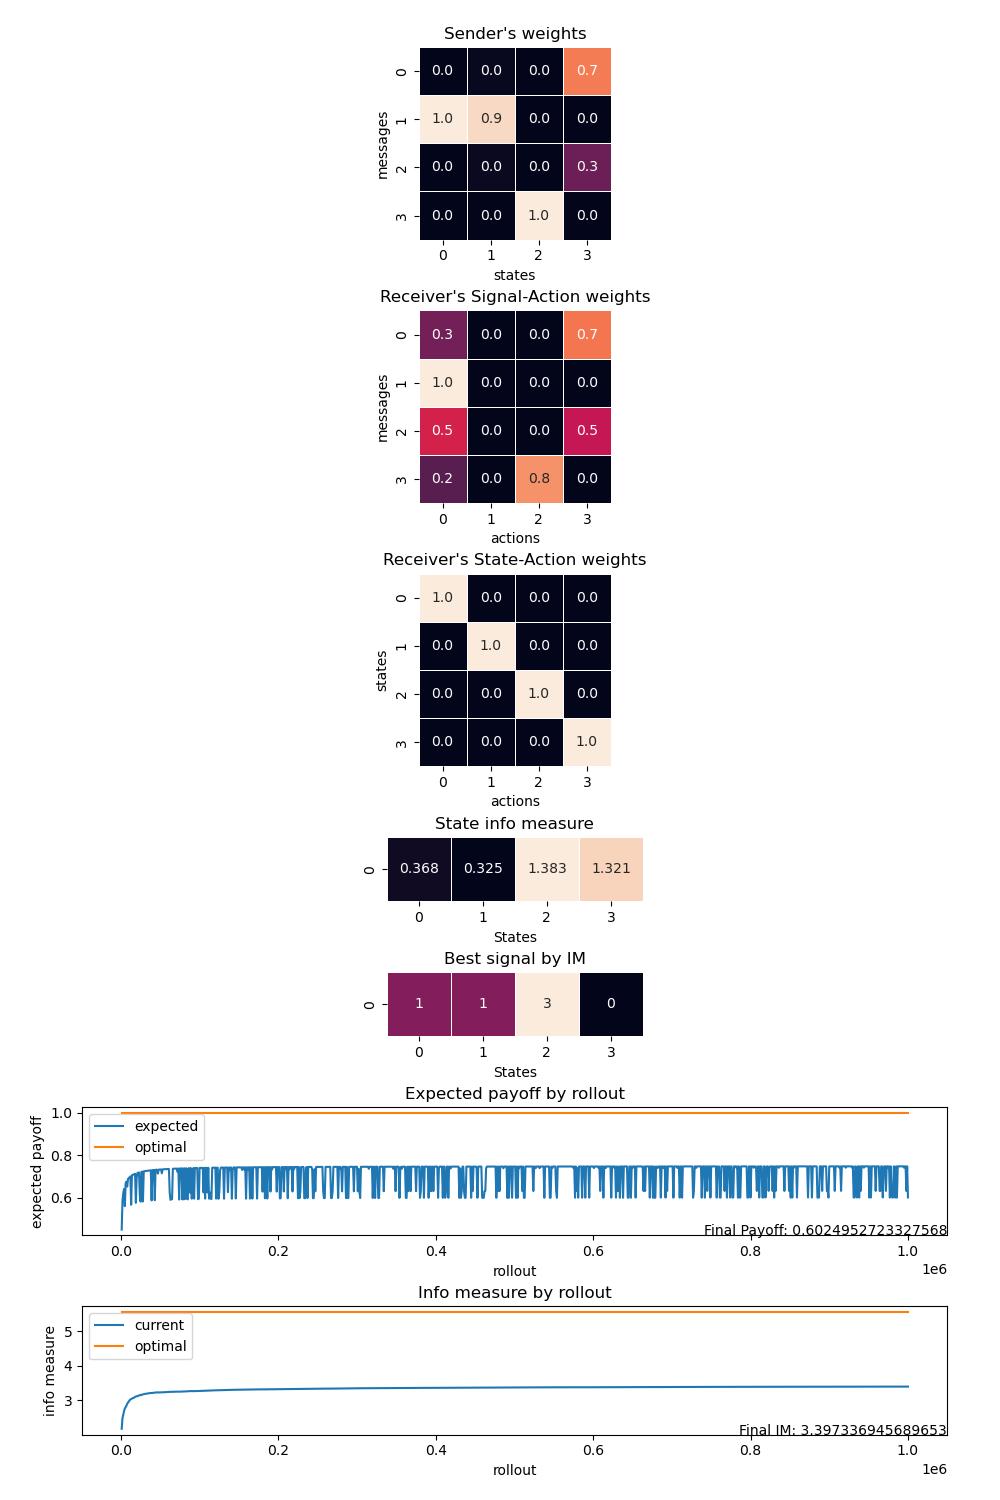 Sender's weights
0 0.0 0.0 0.0 0.7
1 1.0 0.9 0.0 0.0
2 0.0 0.0 0.0 0.3
3 0.0 0.0 1.0 0.0
messages
0 1 2 3
states
Receiver's Signal-Action weights
0 0.3 0.0 0.0 0.7
1 1.0 0.0 0.0 0.0
2 0.5 0.0 0.0 0.5
3 0.2 0.0 0.8 0.0
messages
0 1 2 3
actions
Receiver's State-Action weights
0 1.0 0.0 0.0 0.0
1 0.0 1.0 0.0 0.0
2 0.0 0.0 1.0 0.0
3 0.0 0.0 0.0 1.0
states
0 1 2 3
actions
State info measure
0 0.368 0.325 1.383 1.321
0 1 2 3
States
Best signal by IM
0 1 1 3 0
0 1 2 3
States
Expected payoff by rollout
expected payoff
1.0
0.8
0.6
expected
optimal
Final Payoff: 0.6024952723327568
0.0 0.2 0.4 0.6 0.8 1.0
1e6
rollout
Info measure by rollout
info measure
5
4
3
current
optimal
Final IM: 3.397336945689653
0.0 0.2 0.4 0.6 0.8 1.0
1e6
rollout